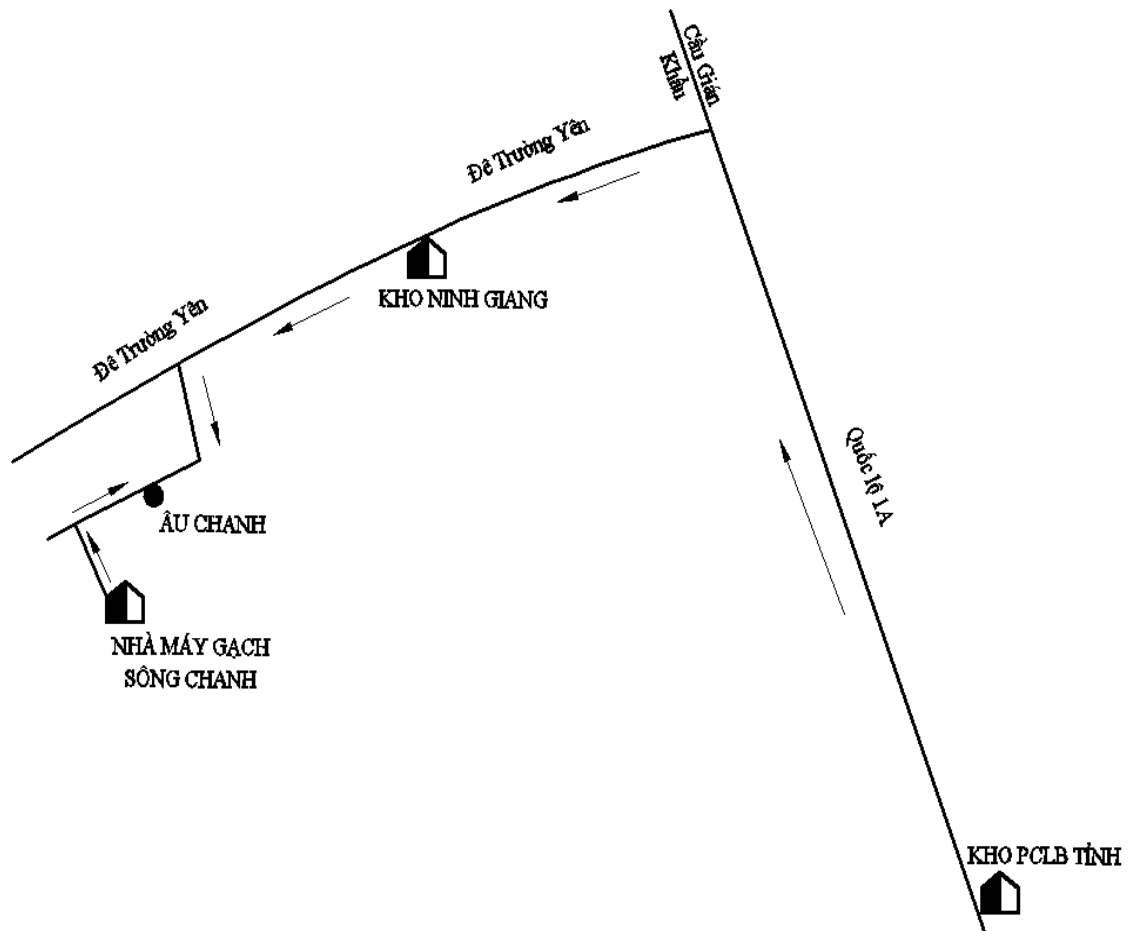 Cầu Gián
Khẩu
Đê Trường Yên
KHO NINH GIANG
Đê Trường Yên
Quốc lộ 1A
ÂU CHANH
NHÀ MÁY GẠCH
SÔNG CHANH
KHO PCLB TỈNH